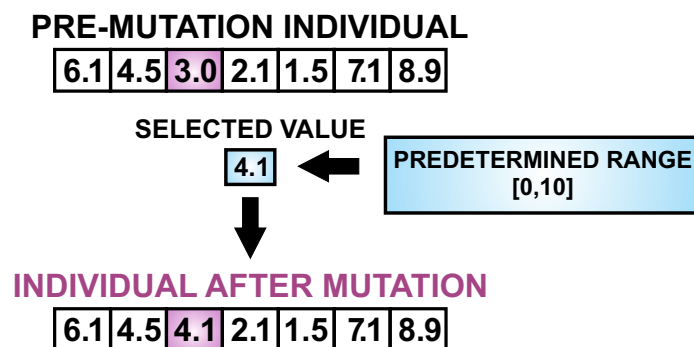 PRE-MUTATION INDIVIDUAL
6.1 4.5 3.0 2.1 1.5 7.1 8.9
SELECTED VALUE
4.1
PREDETERMINED RANGE
[0,10]
INDIVIDUAL AFTER MUTATION
6.1 4.5 4.1 2.1 1.5 7.1 8.9